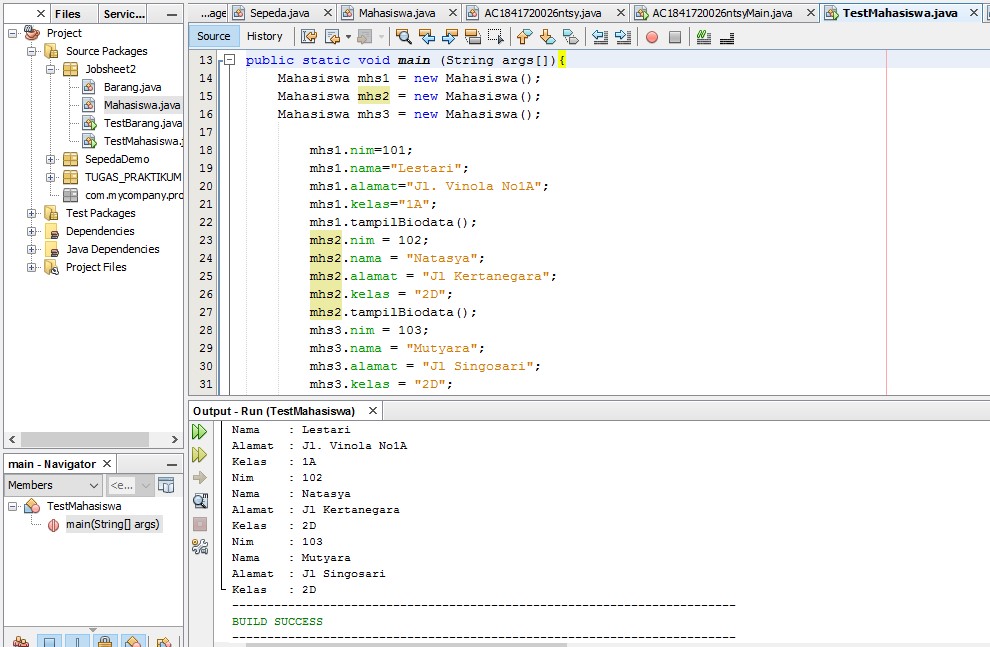 Files
Servic...
...age
Sepeda.java
Mahasiswa.java
AC1841720026ntsy.java
AC1841720026ntsyMain.java
TestMahasiswa.java
Project
Source Packages
Jobsheet2
Barang.java
Mahasiswa.java
TestBarang.java
TestMahasiswa.j
SepedaDemo
TUGAS_PRAKTIKUM
com.mycompany.pro
Test Packages
Dependencies
Java Dependencies
Project Files
Source
History
13 public static void main (String args[]){
14 Mahasiswa mhs1 = new Mahasiswa();
15 Mahasiswa mhs2 = new Mahasiswa();
16 Mahasiswa mhs3 = new Mahasiswa();
17
18 mhs1.nim=101;
19 mhs1.nama="Lestari";
20 mhs1.alamat="Jl. Vinola No1A";
21 mhs1.kelas="1A";
22 mhs1.tampilBiodata();
23 mhs2.nim = 102;
24 mhs2.nama = "Natasya";
25 mhs2.alamat = "Jl Kertanegara";
26 mhs2.kelas = "2D";
27 mhs2.tampilBiodata();
28 mhs3.nim = 103;
29 mhs3.nama = "Mutyara";
30 mhs3.alamat = "Jl Singosari";
31 mhs3.kelas = "2D";
main - Navigator
Members
<e...
TestMahasiswa
main(String[] args)
Output - Run (TestMahasiswa)
Nama : Lestari
Alamat : Jl. Vinola No1A
Kelas : 1A
Nim : 102
Nama : Natasya
Alamat : Jl Kertanegara
Kelas : 2D
Nim : 103
Nama : Mutyara
Alamat : Jl Singosari
Kelas : 2D
------------------------------------------------------------------------
BUILD SUCCESS
------------------------------------------------------------------------